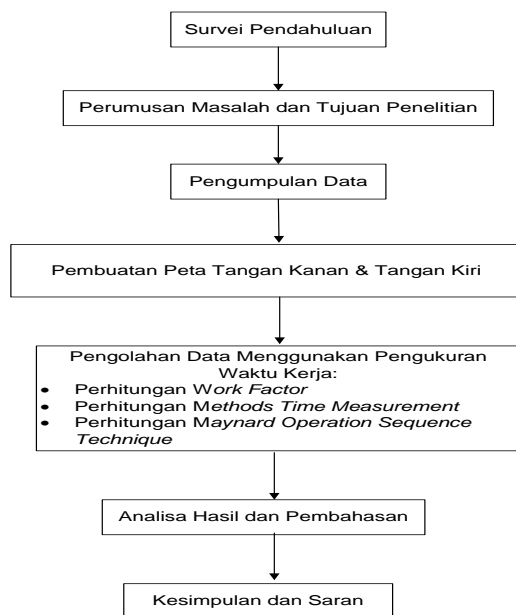 Survei Pendahuluan
Perumusan Masalah dan Tujuan Penelitian
Pengumpulan Data
Pembuatan Peta Tangan Kanan & Tangan Kiri
Pengolahan Data Menggunakan Pengukuran
Waktu Kerja:
• Perhitungan Work Factor
• Perhitungan Methods Time Measurement
• Perhitungan Maynard Operation Sequence
Technique
Analisa Hasil dan Pembahasan
Kesimpulan dan Saran